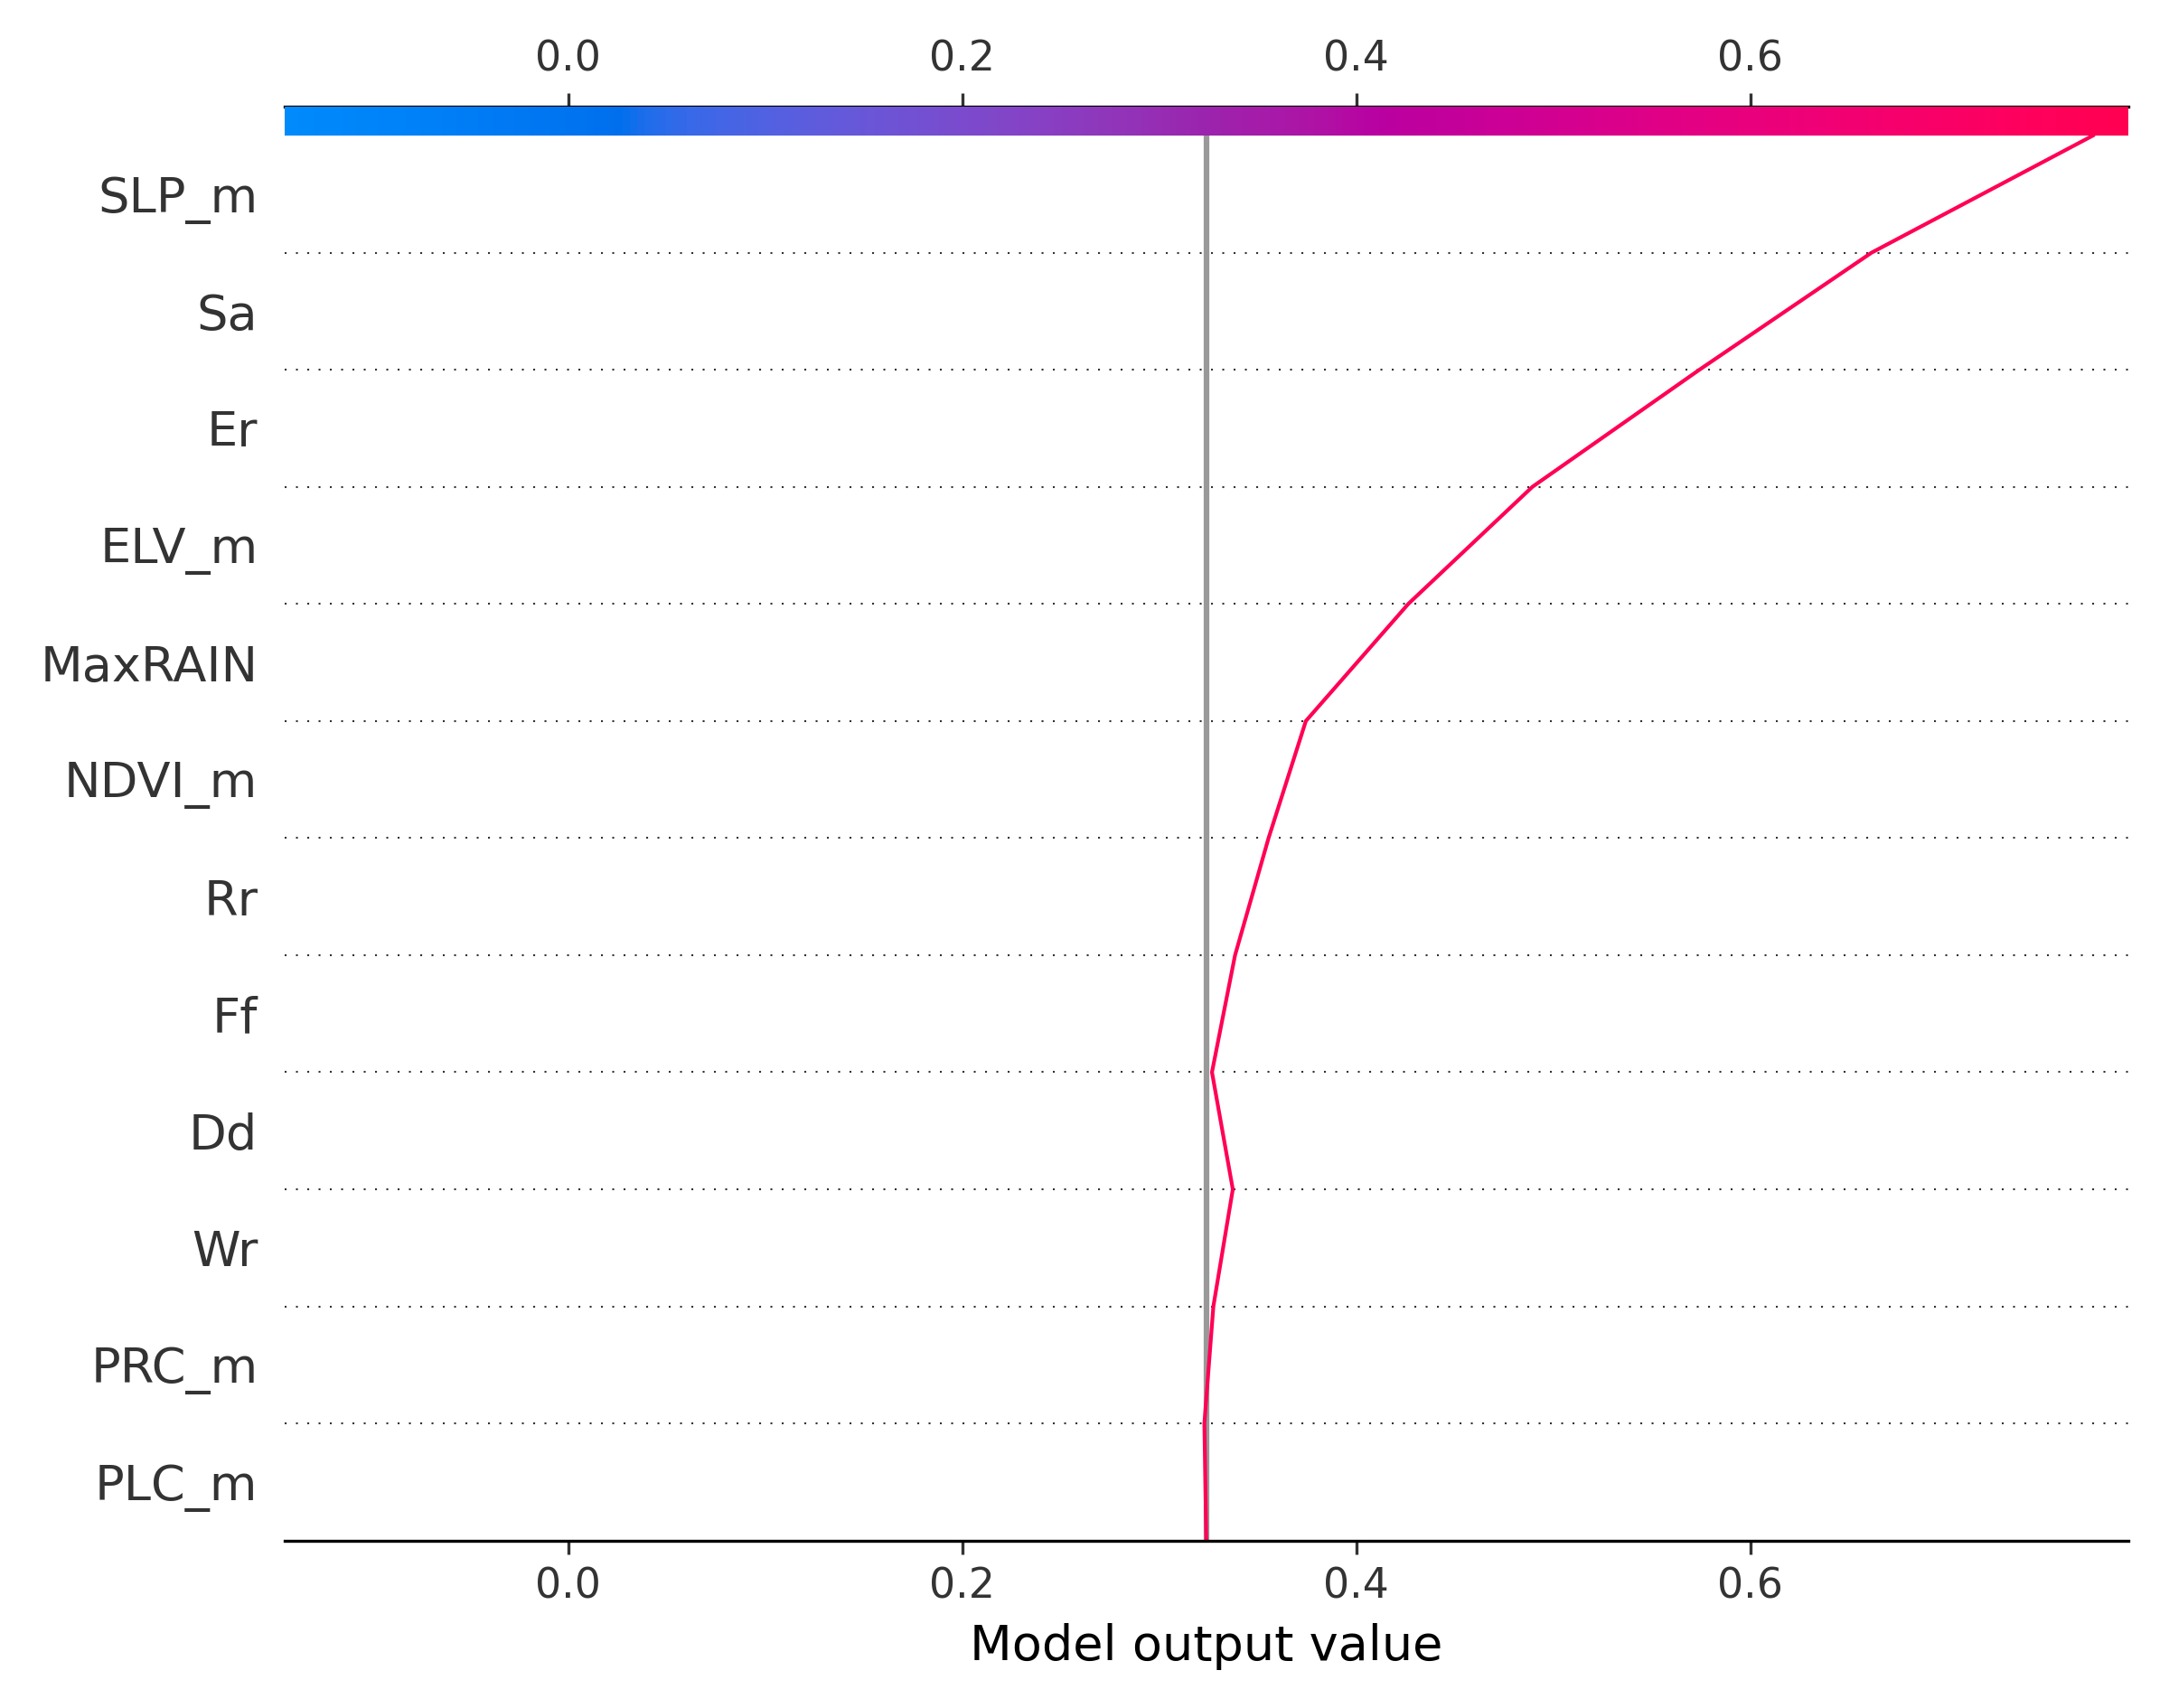 0.0 0.2 0.4 0.6
SLP_m
Sa
Er
ELV_m
MaxRAIN
NDVI_m
Rr
Ff
Dd
Wr
PRC_m
PLC_m
0.0 0.2 0.4 0.6
Model output value